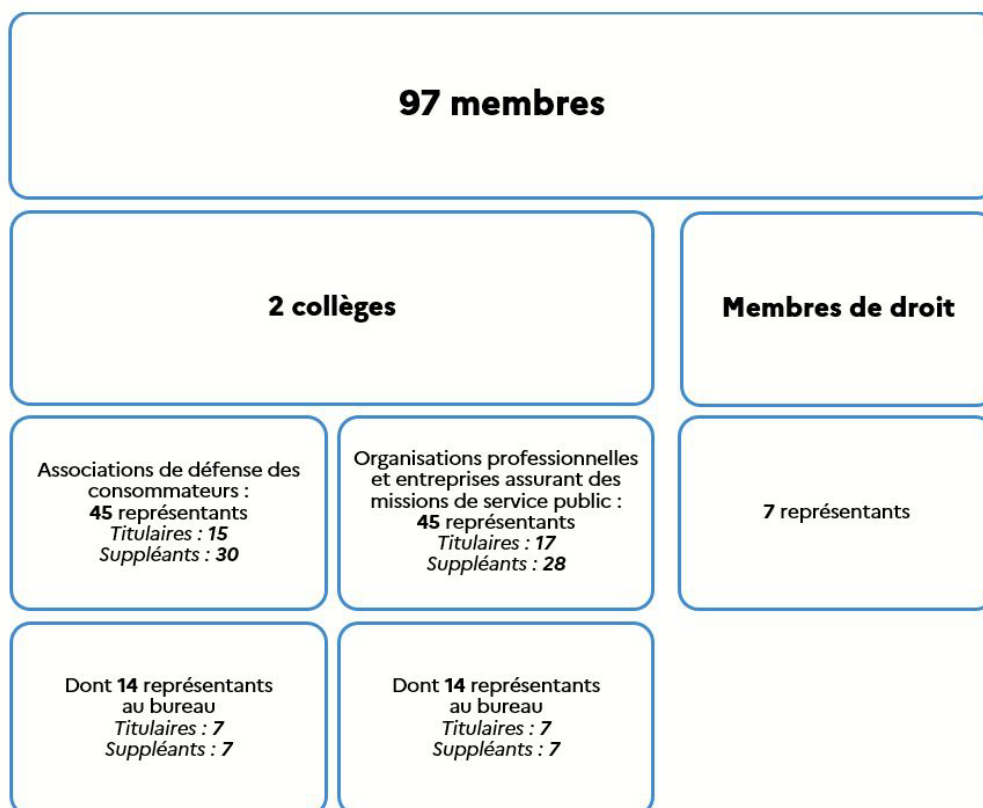 97 membres
2 collèges
Membres de droit
Associations de défense des
consommateurs :
45 représentants
Titulaires : 15
Suppléants : 30
Organisations professionnelles
et entreprises assurant des
missions de service public :
45 représentants
Titulaires : 17
Suppléants : 28
7 représentants
Dont 14 représentants
au bureau
Titulaires : 7
Suppléants : 7
Dont 14 représentants
au bureau
Titulaires : 7
Suppléants : 7